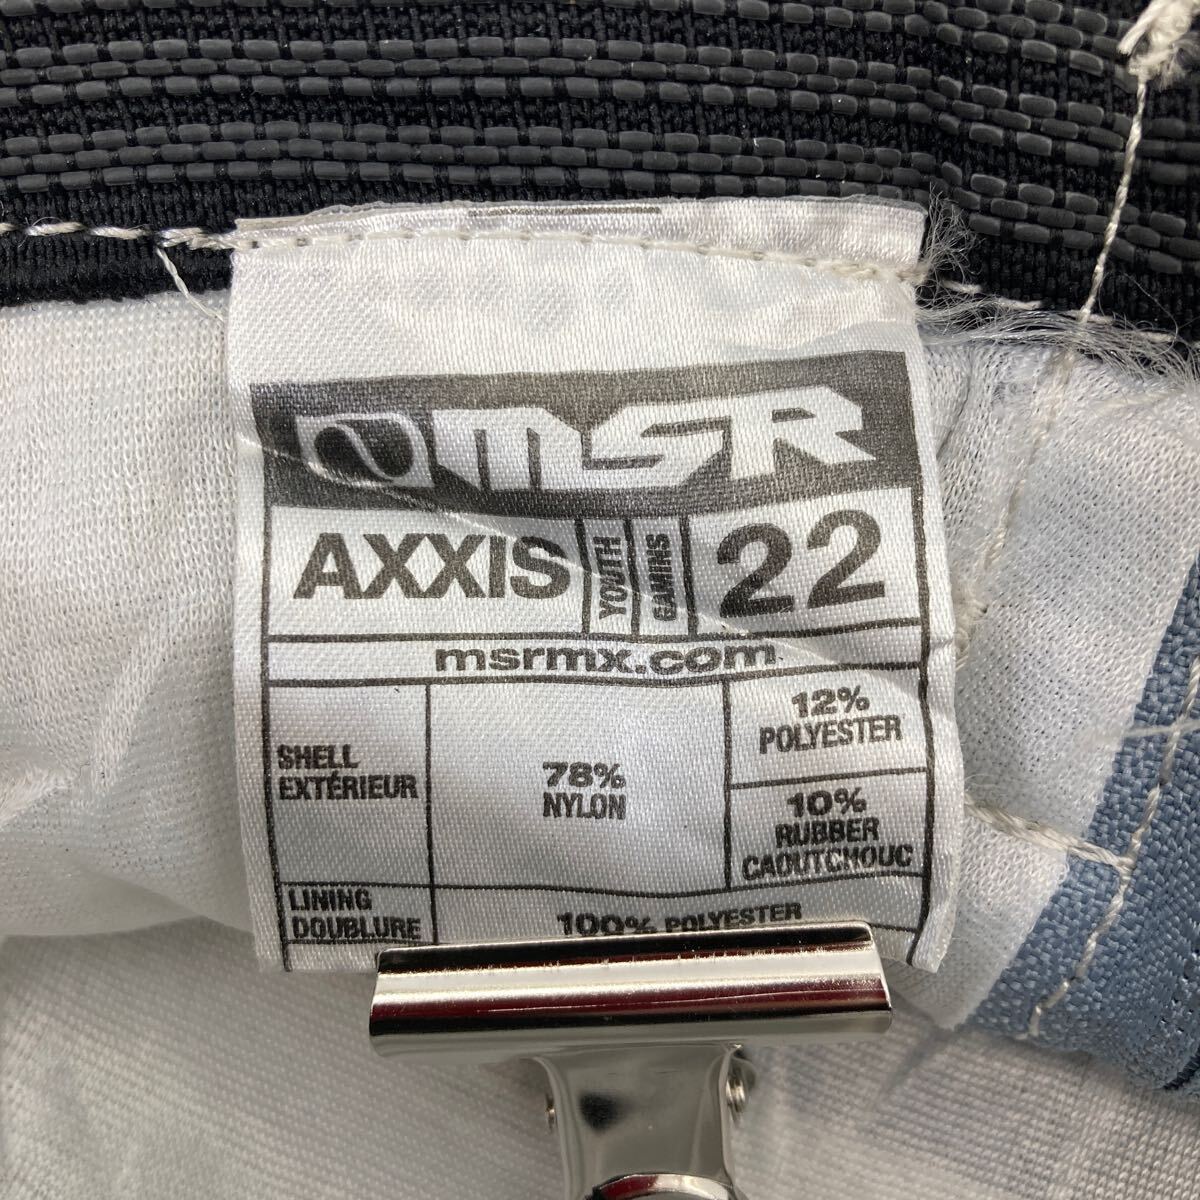 MSR
AXXIS YOUTH GAMINS 22
msrmx.com
SHELL
EXTÉRIEUR
78%
NYLON
12%
POLYESTER
10%
RUBBER
CAOUTCHOUC
LINING
DOUBLURE
100% POLYESTER